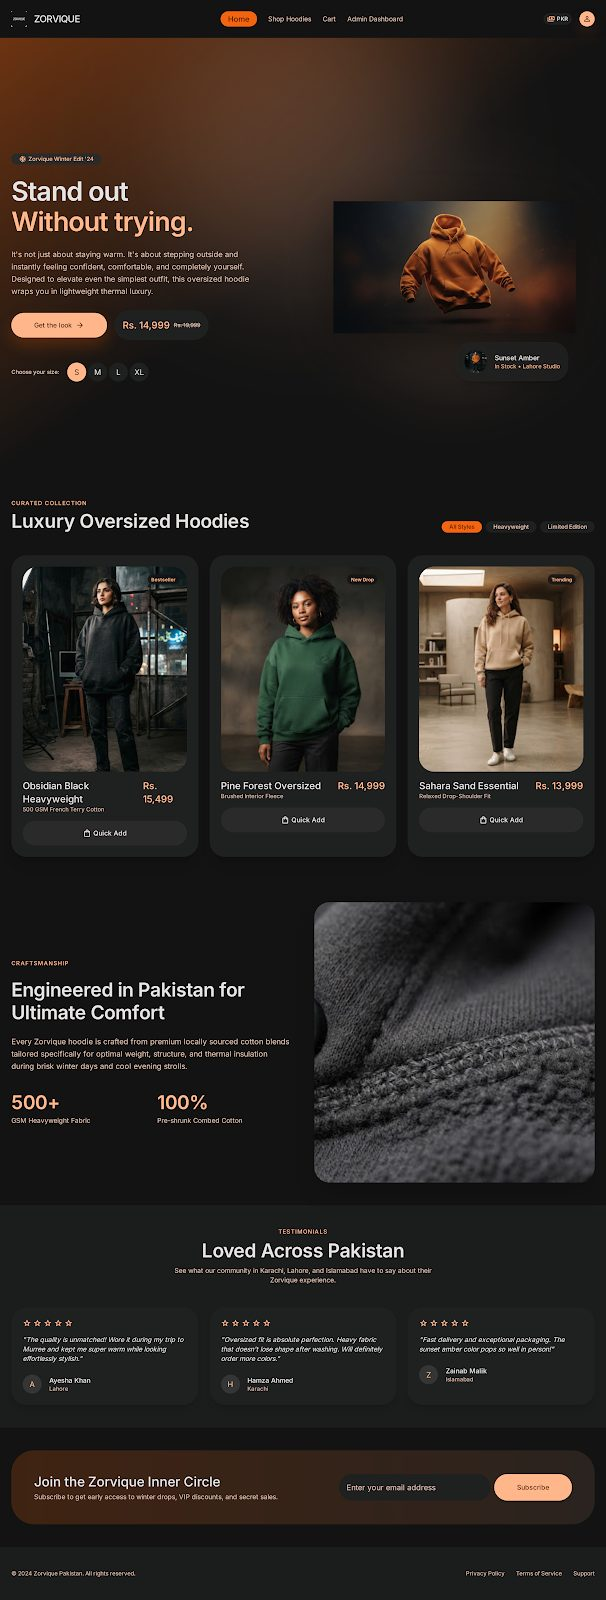 ZORVIQUE
Home
Shop Hoodies
Cart
Admin Dashboard
PKR
Zorvique Winter Edit '24
Stand out
Without trying.
It's not just about staying warm. It's about stepping outside and
instantly feeling confident, comfortable, and completely yourself.
Designed to elevate even the simplest outfit, this oversized hoodie
wraps you in lightweight thermal luxury.
Get the look →
Rs. 14,999 Rs. 19,999
Choose your size: S M L XL
Sunset Amber
In Stock • Lahore Studio
CURATED COLLECTION
Luxury Oversized Hoodies
All Styles
Heavyweight
Limited Edition
Bestseller
New Drop
Trending
Obsidian Black
Heavyweight
Rs.
15,499
500 GSM French Terry Cotton
Quick Add
Pine Forest Oversized
Rs. 14,999
Brushed Interior Fleece
Quick Add
Sahara Sand Essential
Rs. 13,999
Relaxed Drop-Shoulder Fit
Quick Add
CRAFTSMANSHIP
Engineered in Pakistan for
Ultimate Comfort
Every Zorvique hoodie is crafted from premium locally sourced cotton blends
tailored specifically for optimal weight, structure, and thermal insulation
during brisk winter days and cool evening strolls.
500+
GSM Heavyweight Fabric
100%
Pre-shrunk Combed Cotton
TESTIMONIALS
Loved Across Pakistan
See what our community in Karachi, Lahore, and Islamabad have to say about their
Zorvique experience.
"The quality is unmatched! Wore it during my trip to
Murree and kept me super warm while looking
effortlessly stylish."
A
Ayesha Khan
Lahore
"Oversized fit is absolute perfection. Heavy fabric
that doesn't lose shape after washing. Will definitely
order more colors."
H
Hamza Ahmed
Karachi
"Fast delivery and exceptional packaging. The
sunset amber color pops so well in person!"
Z
Zainab Malik
Islamabad
Join the Zorvique Inner Circle
Subscribe to get early access to winter drops, VIP discounts, and secret sales.
Enter your email address
Subscribe
© 2024 Zorvique Pakistan. All rights reserved.
Privacy Policy
Terms of Service
Support